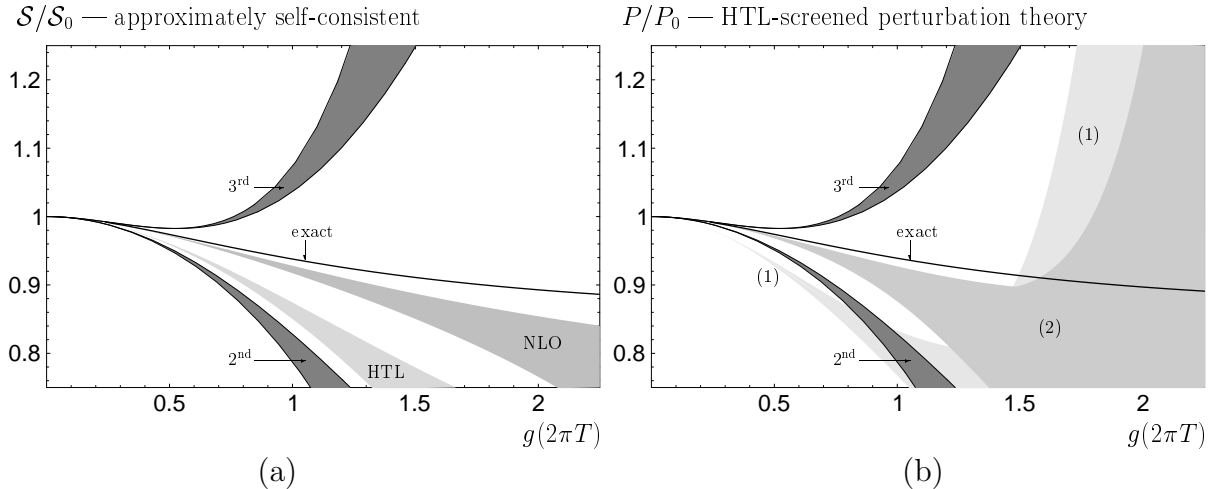 S/S₀ — approximately self-consistent
1.2
1.1
1
0.9
0.8
3rd
exact
2nd
HTL
NLO
0.5
1
1.5
2
g(2πT)
(a)
P/P₀ — HTL-screened perturbation theory
1.2
1.1
1
0.9
0.8
(1)
3rd
exact
(1)
(2)
2nd
0.5
1
1.5
2
g(2πT)
(b)